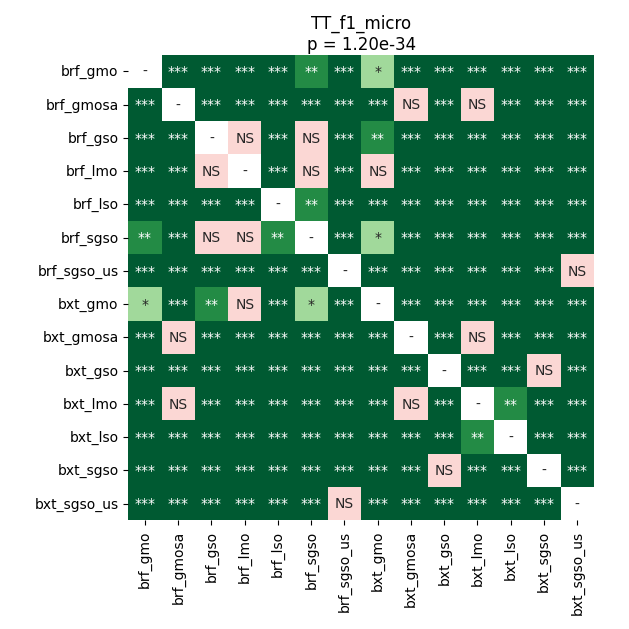 TT_f1_micro
p = 1.20e-34
brf_gmo - *** *** *** *** ** *** * *** *** *** *** *** ***
brf_gmosa *** - *** *** *** *** *** *** NS *** NS *** *** ***
brf_gso *** *** - NS *** NS *** ** *** *** *** *** *** ***
brf_lmo *** *** NS - *** NS *** NS *** *** *** *** *** ***
brf_lso *** *** *** *** - ** *** *** *** *** *** *** *** ***
brf_sgso ** *** NS NS ** - *** * *** *** *** *** *** ***
brf_sgso_us *** *** *** *** *** *** - *** *** *** *** *** *** NS
bxt_gmo * *** ** NS *** * *** - *** *** *** *** *** ***
bxt_gmosa *** NS *** *** *** *** *** *** - *** NS *** *** ***
bxt_gso *** *** *** *** *** *** *** *** *** - *** *** NS ***
bxt_lmo *** NS *** *** *** *** *** *** NS *** - ** *** ***
bxt_lso *** *** *** *** *** *** *** *** *** *** ** - *** ***
bxt_sgso *** *** *** *** *** *** *** *** *** NS *** *** - ***
bxt_sgso_us *** *** *** *** *** *** NS *** *** *** *** *** *** -
brf_gmo
brf_gmosa
brf_gso
brf_lmo
brf_lso
brf_sgso
brf_sgso_us
bxt_gmo
bxt_gmosa
bxt_gso
bxt_lmo
bxt_lso
bxt_sgso
bxt_sgso_us